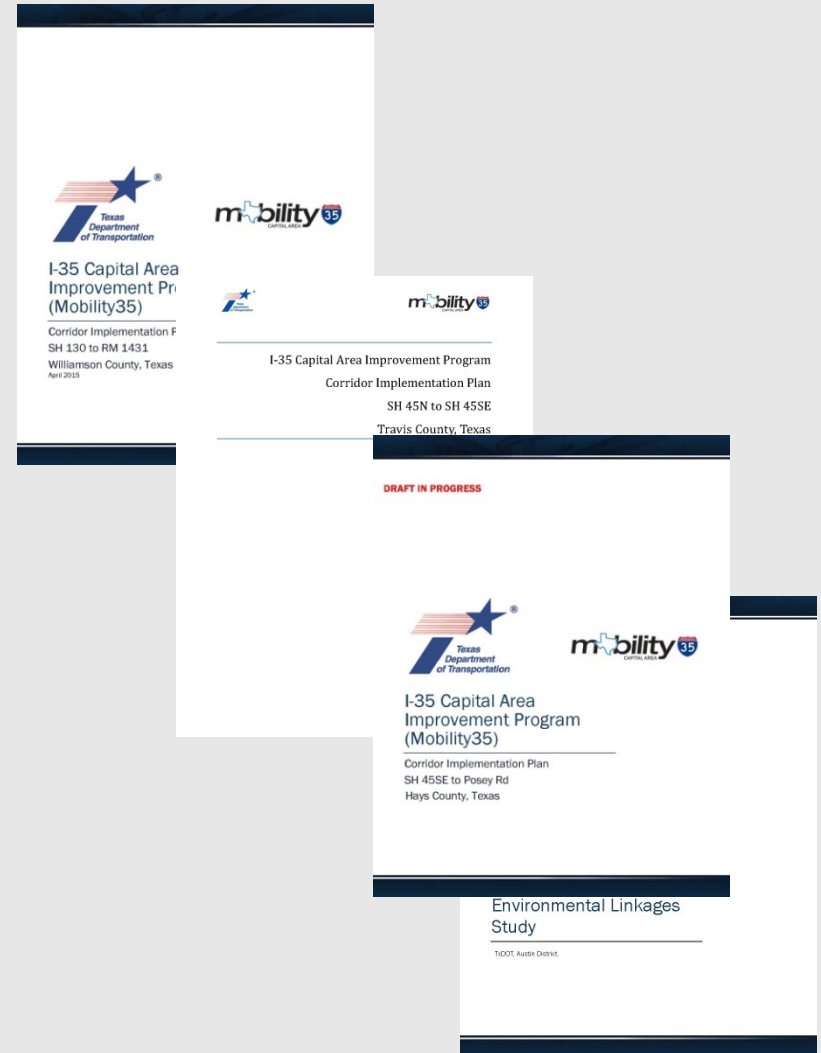 Texas
Department
of Transportation
®
mobility 35
CAPITAL AREA
I-35 Capital Area
Improvement
(Mobility35)
Corridor Implementation
SH 130 to RM 1431
Williamson County, Texas
April 2015
mobility 35
I-35 Capital Area Improvement Program
Corridor Implementation Plan
SH 45N to SH 45SE
Travis County, Texas
DRAFT IN PROGRESS
Texas
Department
of Transportation
®
mobility 35
CAPITAL AREA
I-35 Capital Area
Improvement Program
(Mobility35)
Corridor Implementation Plan
SH 45SE to Posey Rd
Hays County, Texas
Environmental Linkages
Study
TxDOT, Austin District